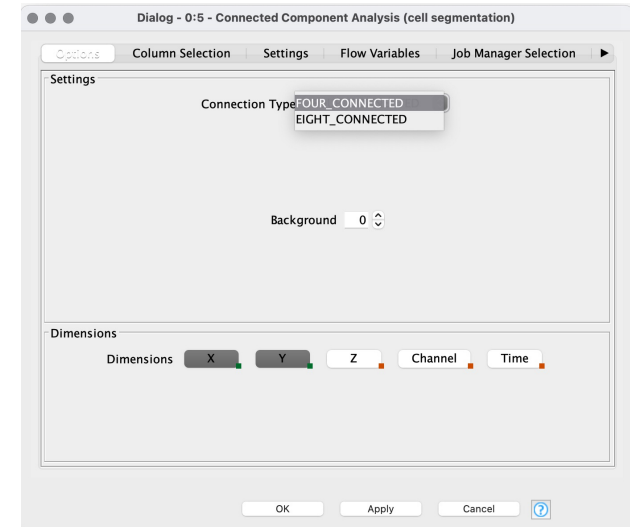 Dialog - 0:5 - Connected Component Analysis (cell segmentation)
Options Column Selection Settings Flow Variables Job Manager Selection
Settings
Connection Type FOUR_CONNECTED
EIGHT_CONNECTED
Background 0
Dimensions
Dimensions X Y Z Channel Time
OK Apply Cancel ?